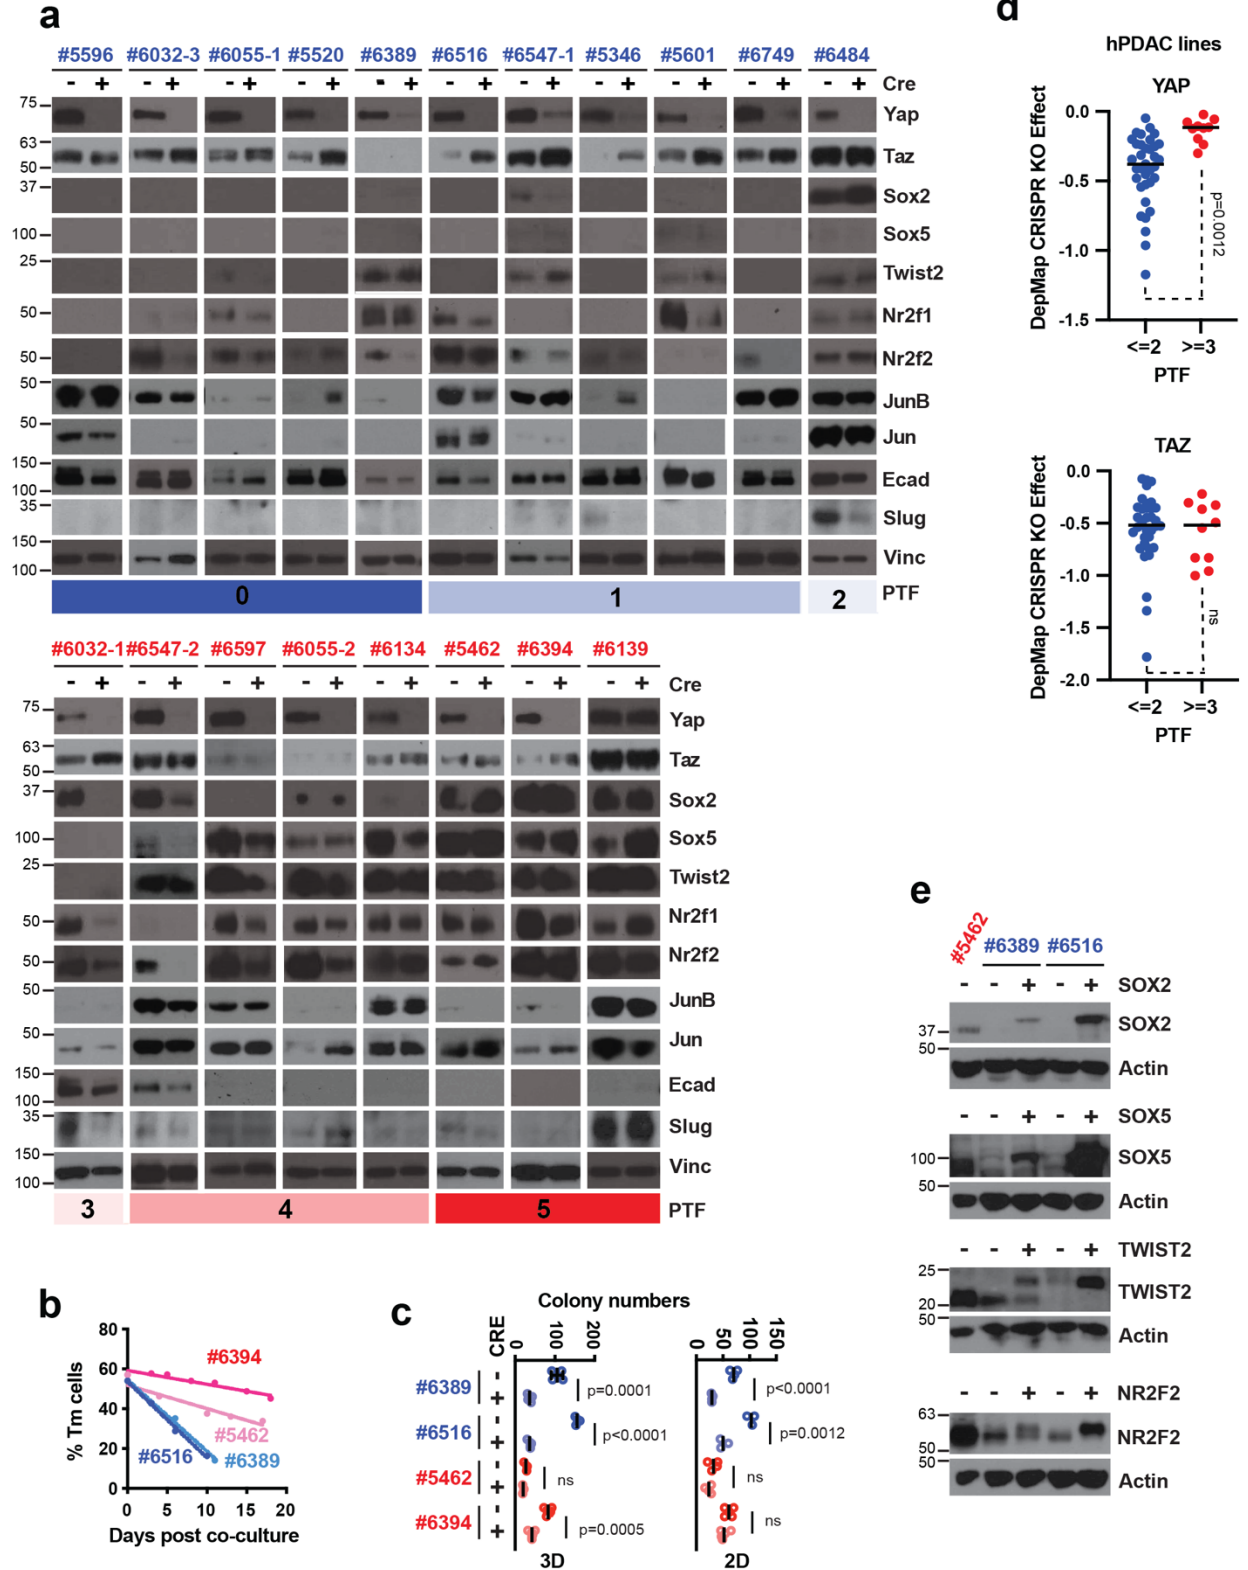 a
#5596 #6032-3 #6055-1 #5520 #6389 #6516 #6547-1 #5346 #5601 #6749 #6484
- + - + - + - + - + - + - + - + - + - + - + Cre
75 Yap
63
50 Taz
37 Sox2
100 Sox5
25 Twist2
50 Nr2f1
50 Nr2f2
50 JunB
50 Jun
150
100 Ecad
35 Slug
150
100 Vinc
0 1 2 PTF
#6032-1 #6547-2 #6597 #6055-2 #6134 #5462 #6394 #6139
- + - + - + - + - + - + - + - + Cre
75 Yap
63
50 Taz
37 Sox2
100 Sox5
25 Twist2
50 Nr2f1
50 Nr2f2
50 JunB
50 Jun
150
100 Ecad
35 Slug
150
100 Vinc
3 4 5 PTF
b
% Tm cells
80
60
40
20
0
#6394
#5462
#6516 #6389
0 5 10 15 20
Days post co-culture
c
Colony numbers
CRE 0 100 200 0 50 100 150
#6389 - + p=0.0001 p<0.0001
#6516 - + p<0.0001 p=0.0012
#5462 - + ns ns
#6394 - + p=0.0005 ns
3D 2D
d
hPDAC lines
YAP
DepMap CRISPR KO Effect
0.0
-0.5
-1.0
-1.5
p=0.0012
<=2 >=3
PTF
TAZ
DepMap CRISPR KO Effect
0.0
-0.5
-1.0
-1.5
-2.0
ns
<=2 >=3
PTF
e
#5462 #6389 #6516
- - + - + SOX2
37 SOX2
50 Actin
- - + - + SOX5
100 SOX5
50 Actin
- - + - + TWIST2
25
20 TWIST2
50 Actin
- - + - + NR2F2
63
50 NR2F2
50 Actin